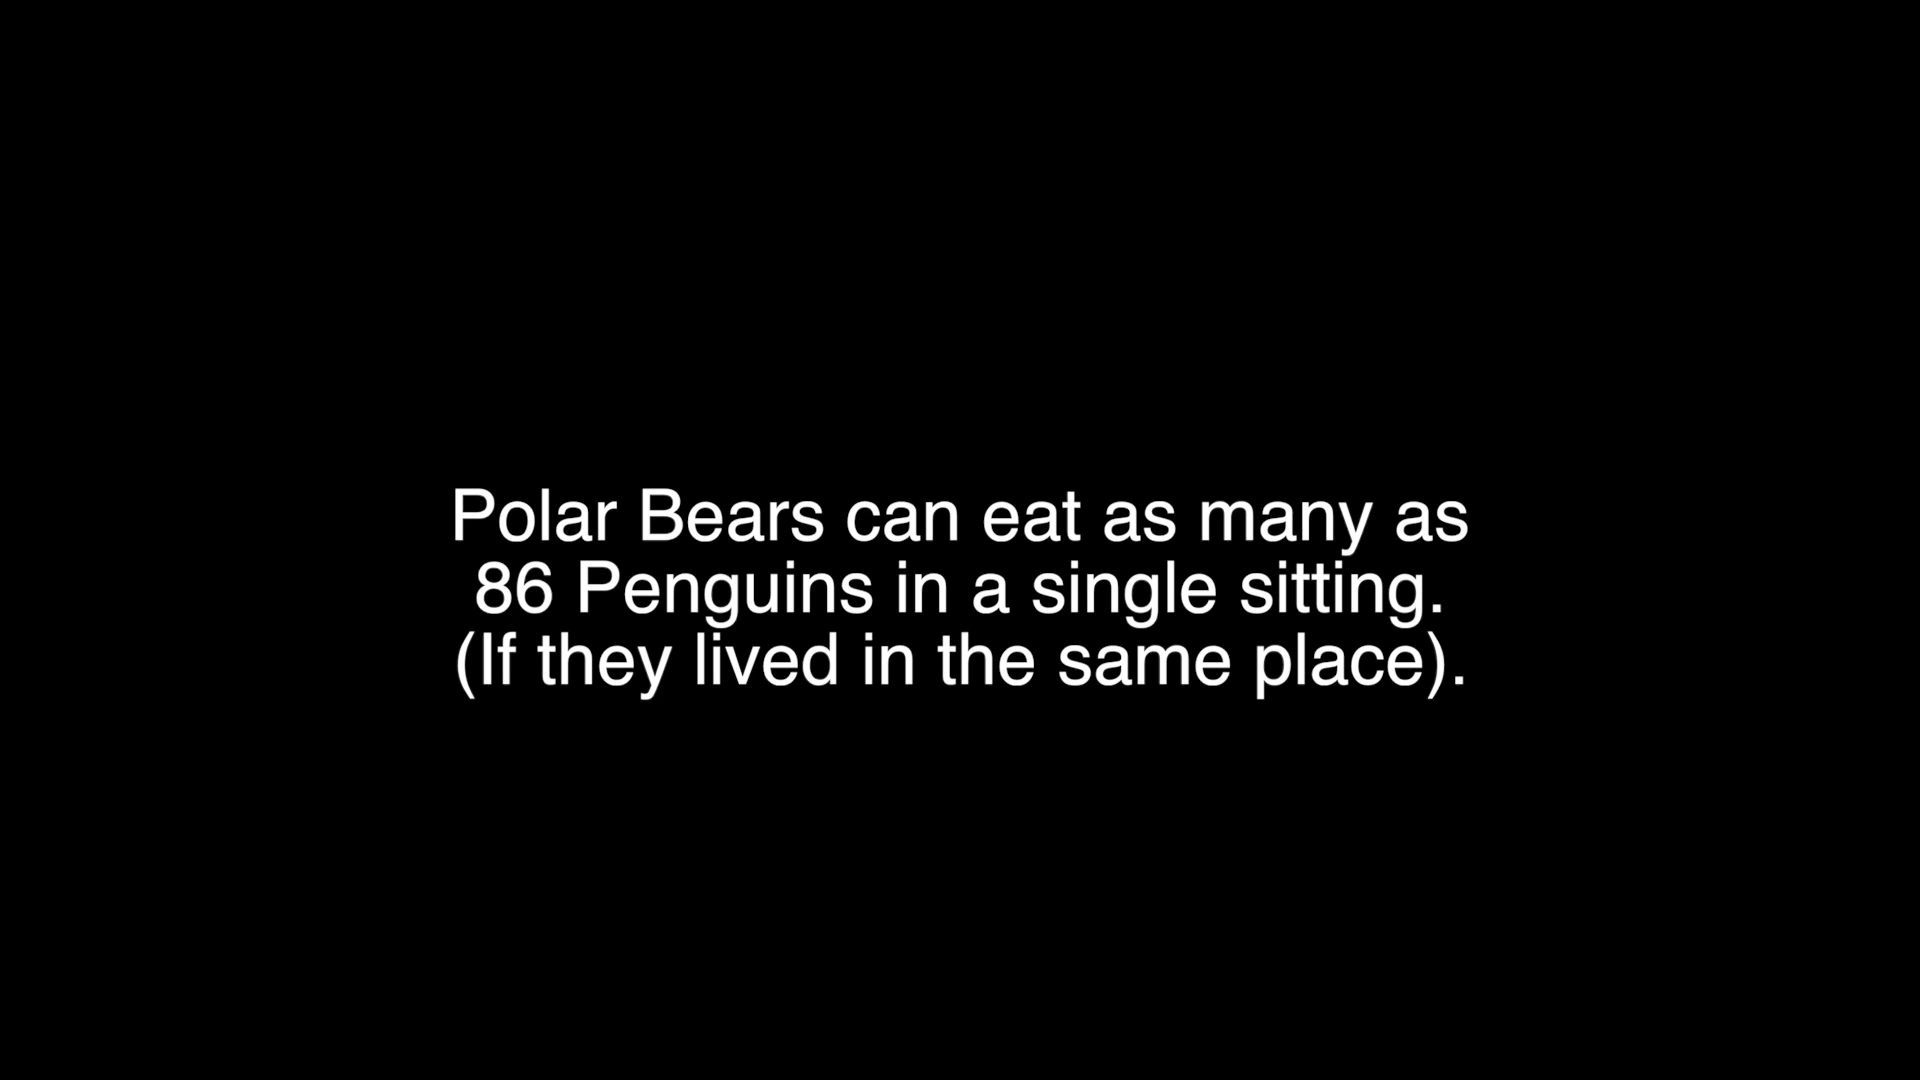 Polar Bears can eat as many as
86 Penguins in a single sitting.
(If they lived in the same place).